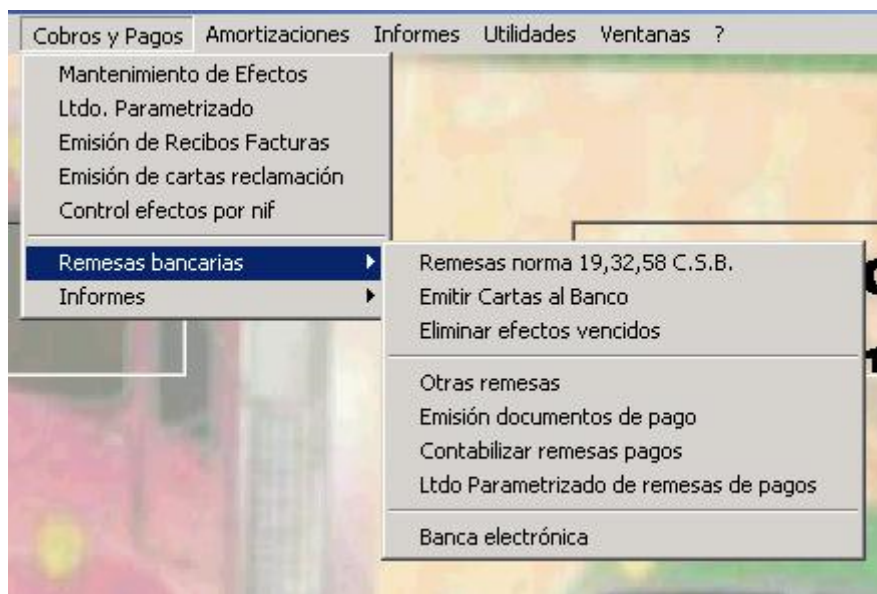 Cobros y Pagos Amortizaciones Informes Utilidades Ventanas ?
Mantenimiento de Efectos
Ltdo. Parametrizado
Emisión de Recibos Facturas
Emisión de cartas reclamación
Control efectos por nif
Remesas bancarias
Informes
Remesas norma 19,32,58 C.S.B.
Emitir Cartas al Banco
Eliminar efectos vencidos
Otras remesas
Emisión documentos de pago
Contabilizar remesas pagos
Ltdo Parametrizado de remesas de pagos
Banca electrónica